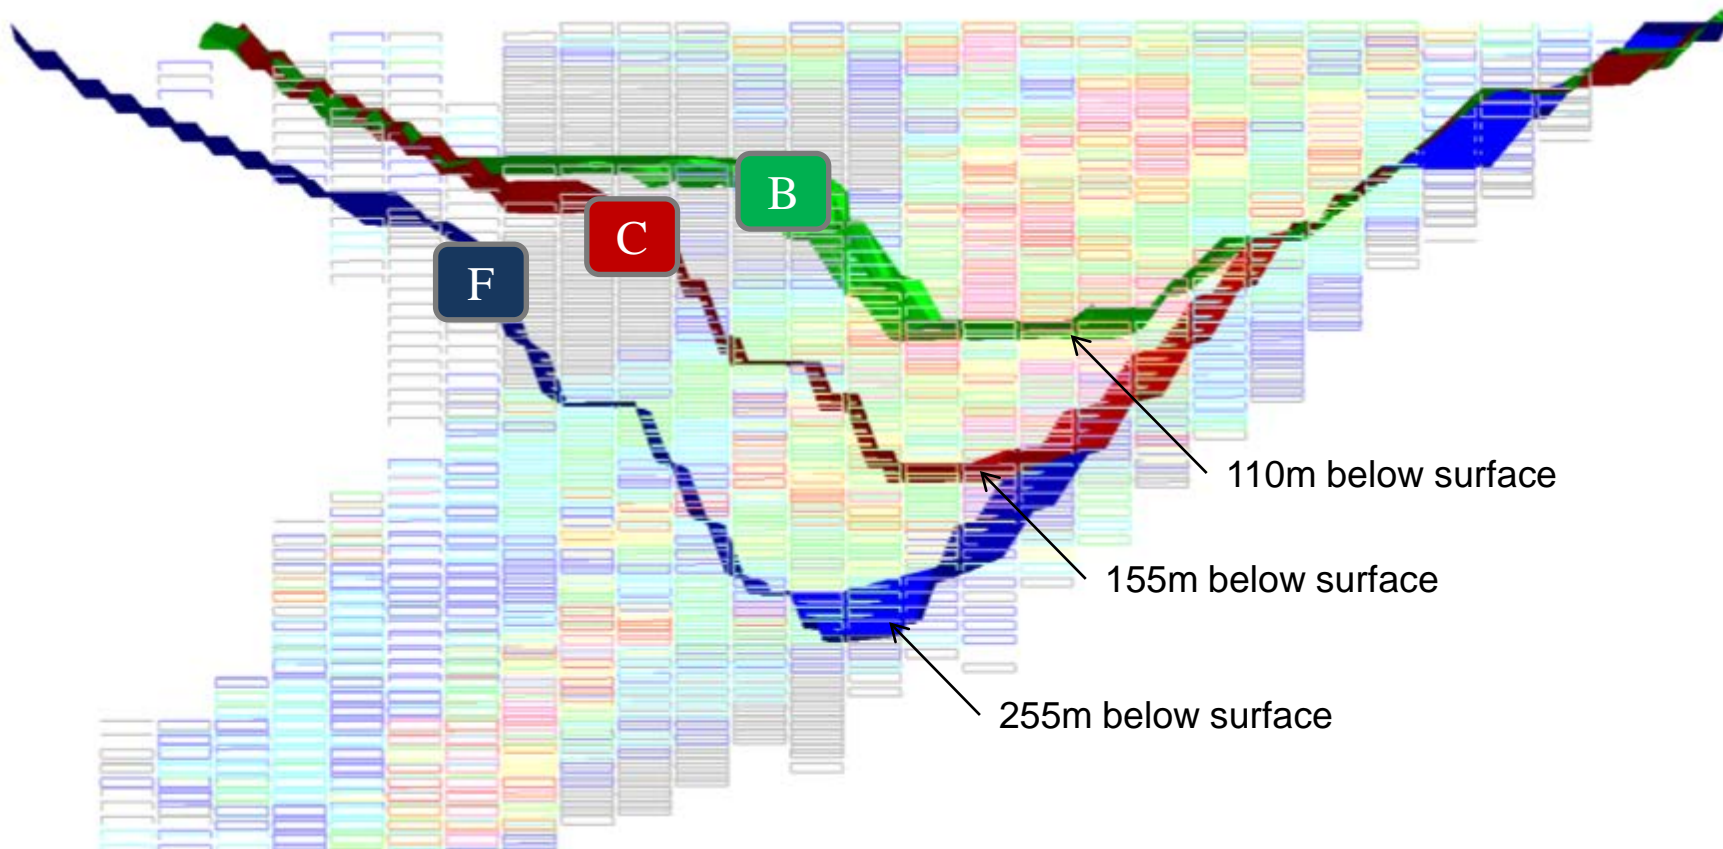 B
C
F
110m below surface
155m below surface
255m below surface